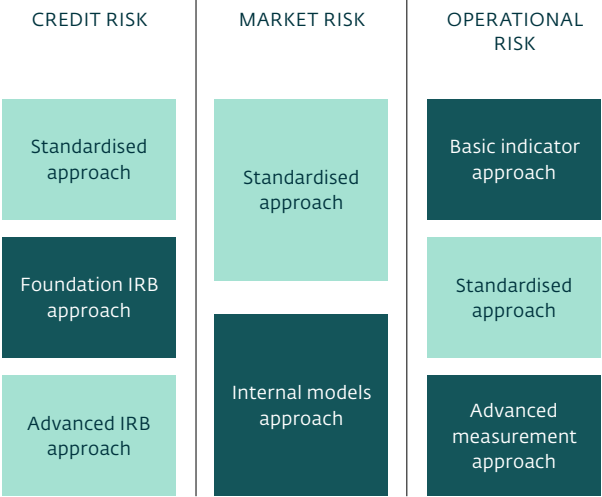 CREDIT RISK
Standardised
approach
Foundation IRB
approach
Advanced IRB
approach
MARKET RISK
Standardised
approach
Internal models
approach
OPERATIONAL
RISK
Basic indicator
approach
Standardised
approach
Advanced
measurement
approach